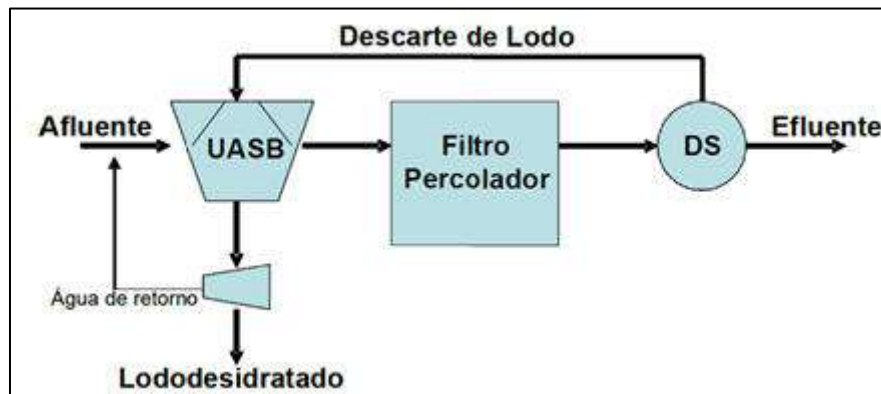 Descarte de Lodo
Afluente
UASB
Filtro
Percolador
DS
Efluente
Água de retorno
Lododesidratado